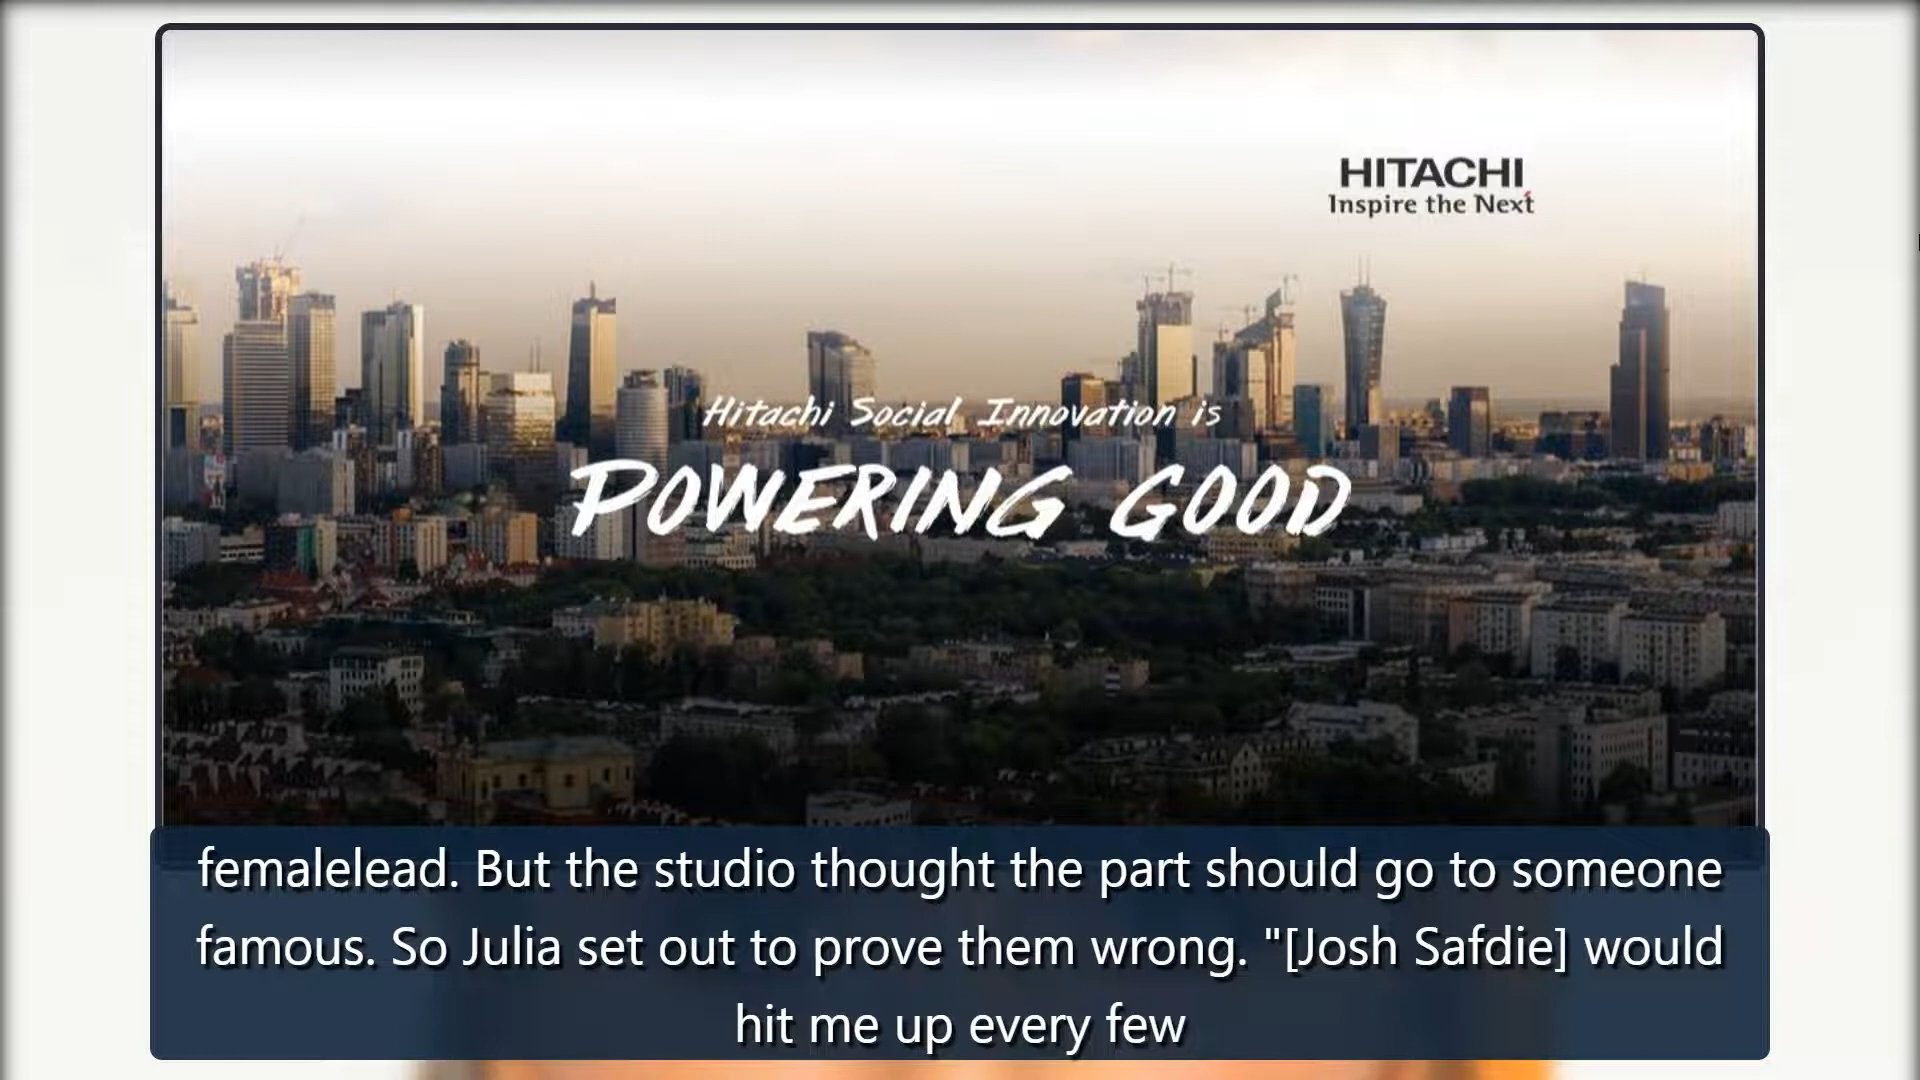 HITACHI
Inspire the Next
Hitachi Social Innovation is
POWERING GOOD
femalelead. But the studio thought the part should go to someone
famous. So Julia set out to prove them wrong. "[Josh Safdie] would
hit me up every few